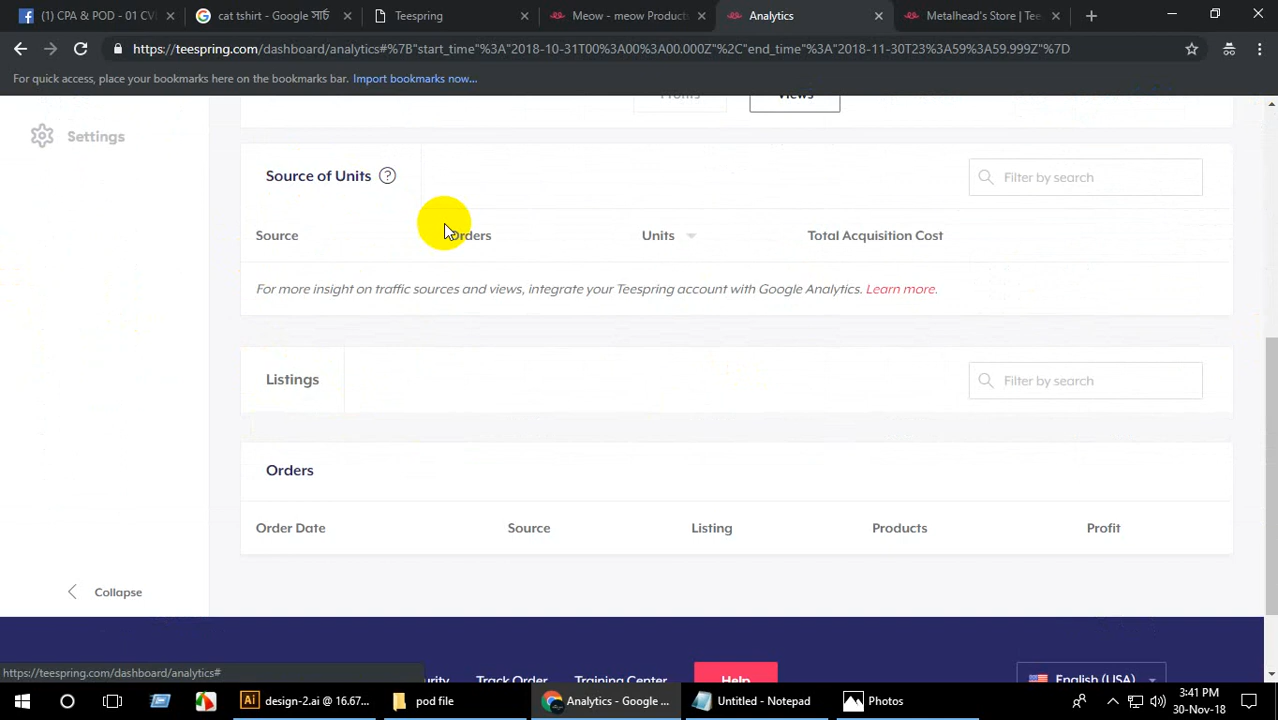 (1) CPA & POD - 01 CVI
cat tshirt - Google সার্চ
Teespring
Meow - meow Products
Analytics
Metalhead's Store | Tee
https://teespring.com/dashboard/analytics#%7B"start_time"%3A"2018-10-31T00%3A00%3A00.000Z"%2C"end_time"%3A"2018-11-30T23%3A59%3A59.999Z"%7D
For quick access, place your bookmarks here on the bookmarks bar. Import bookmarks now...
Profits
Views
Settings
Source of Units ?
Filter by search
Source
Orders
Units
Total Acquisition Cost
For more insight on traffic sources and views, integrate your Teespring account with Google Analytics. Learn more.
Listings
Filter by search
Orders
Order Date
Source
Listing
Products
Profit
Collapse
https://teespring.com/dashboard/analytics#
Track Order
Training Center
Help
English (USA)
Ai
design-2.ai @ 16.67...
pod file
Analytics - Google ...
Untitled - Notepad
Photos
3:41 PM
30-Nov-18